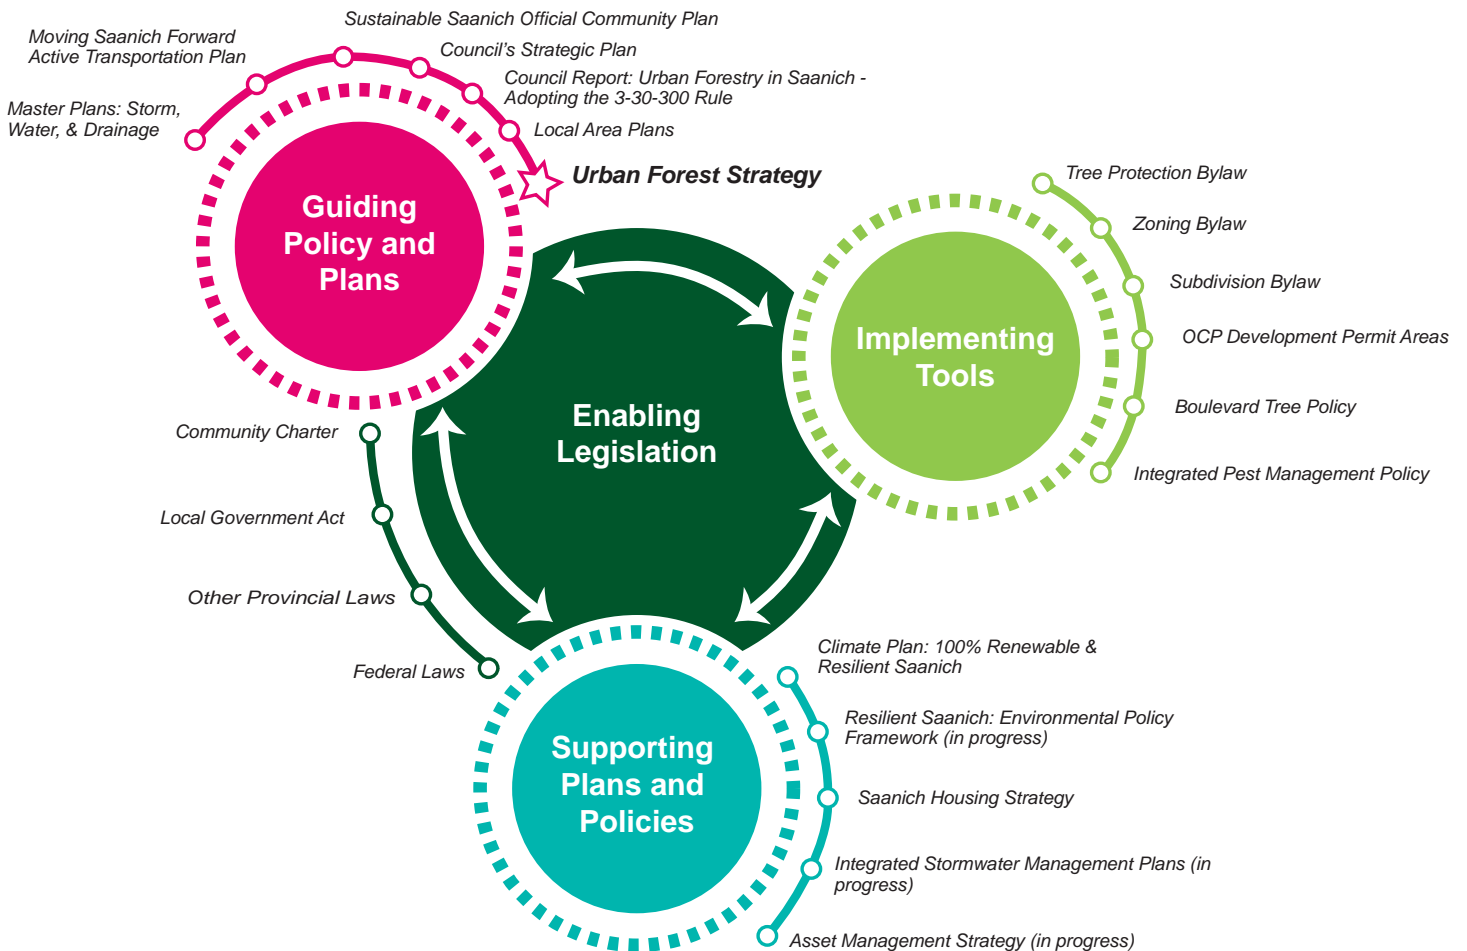 Sustainable Saanich Official Community Plan
Moving Saanich Forward
Active Transportation Plan
Council's Strategic Plan
Council Report: Urban Forestry in Saanich -
Adopting the 3-30-300 Rule
Master Plans: Storm,
Water, & Drainage
Local Area Plans
Urban Forest Strategy
Guiding
Policy and
Plans
Tree Protection Bylaw
Zoning Bylaw
Subdivision Bylaw
OCP Development Permit Areas
Boulevard Tree Policy
Integrated Pest Management Policy
Implementing
Tools
Enabling
Legislation
Community Charter
Local Government Act
Other Provincial Laws
Federal Laws
Supporting
Plans and
Policies
Climate Plan: 100% Renewable &
Resilient Saanich
Resilient Saanich: Environmental Policy
Framework (in progress)
Saanich Housing Strategy
Integrated Stormwater Management Plans (in
progress)
Asset Management Strategy (in progress)